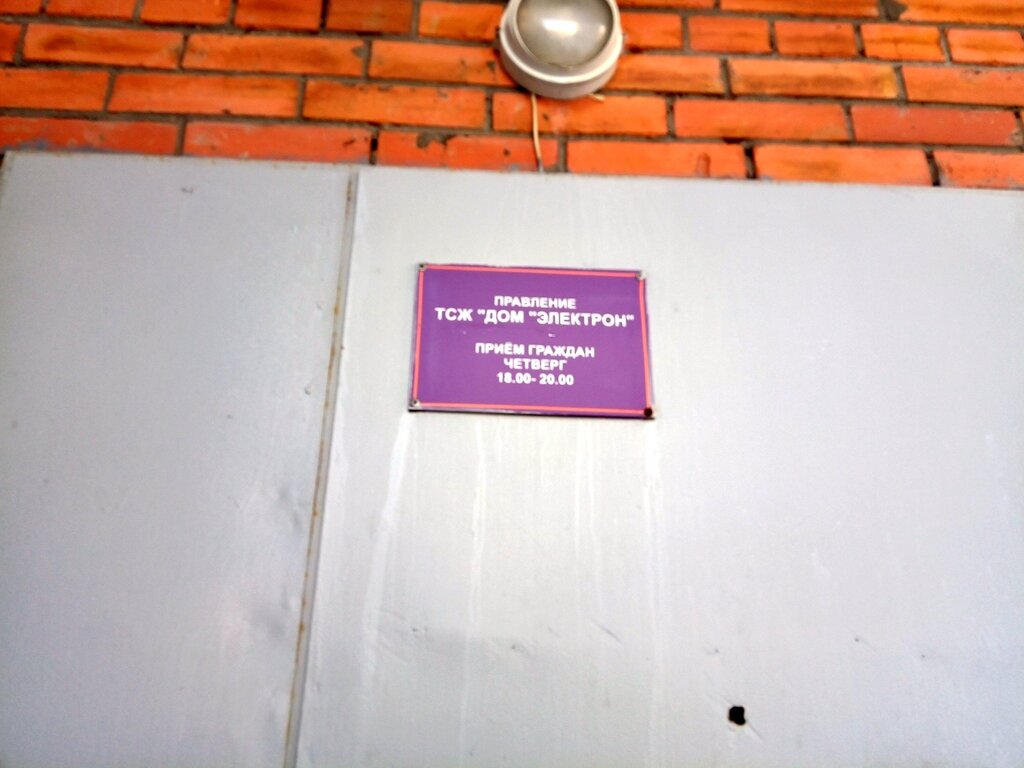 ПРАВЛЕНИЕ
ТСЖ "ДОМ "ЭЛЕКТРОН"
ПРИЁМ ГРАЖДАН
ЧЕТВЕРГ
18.00- 20.00